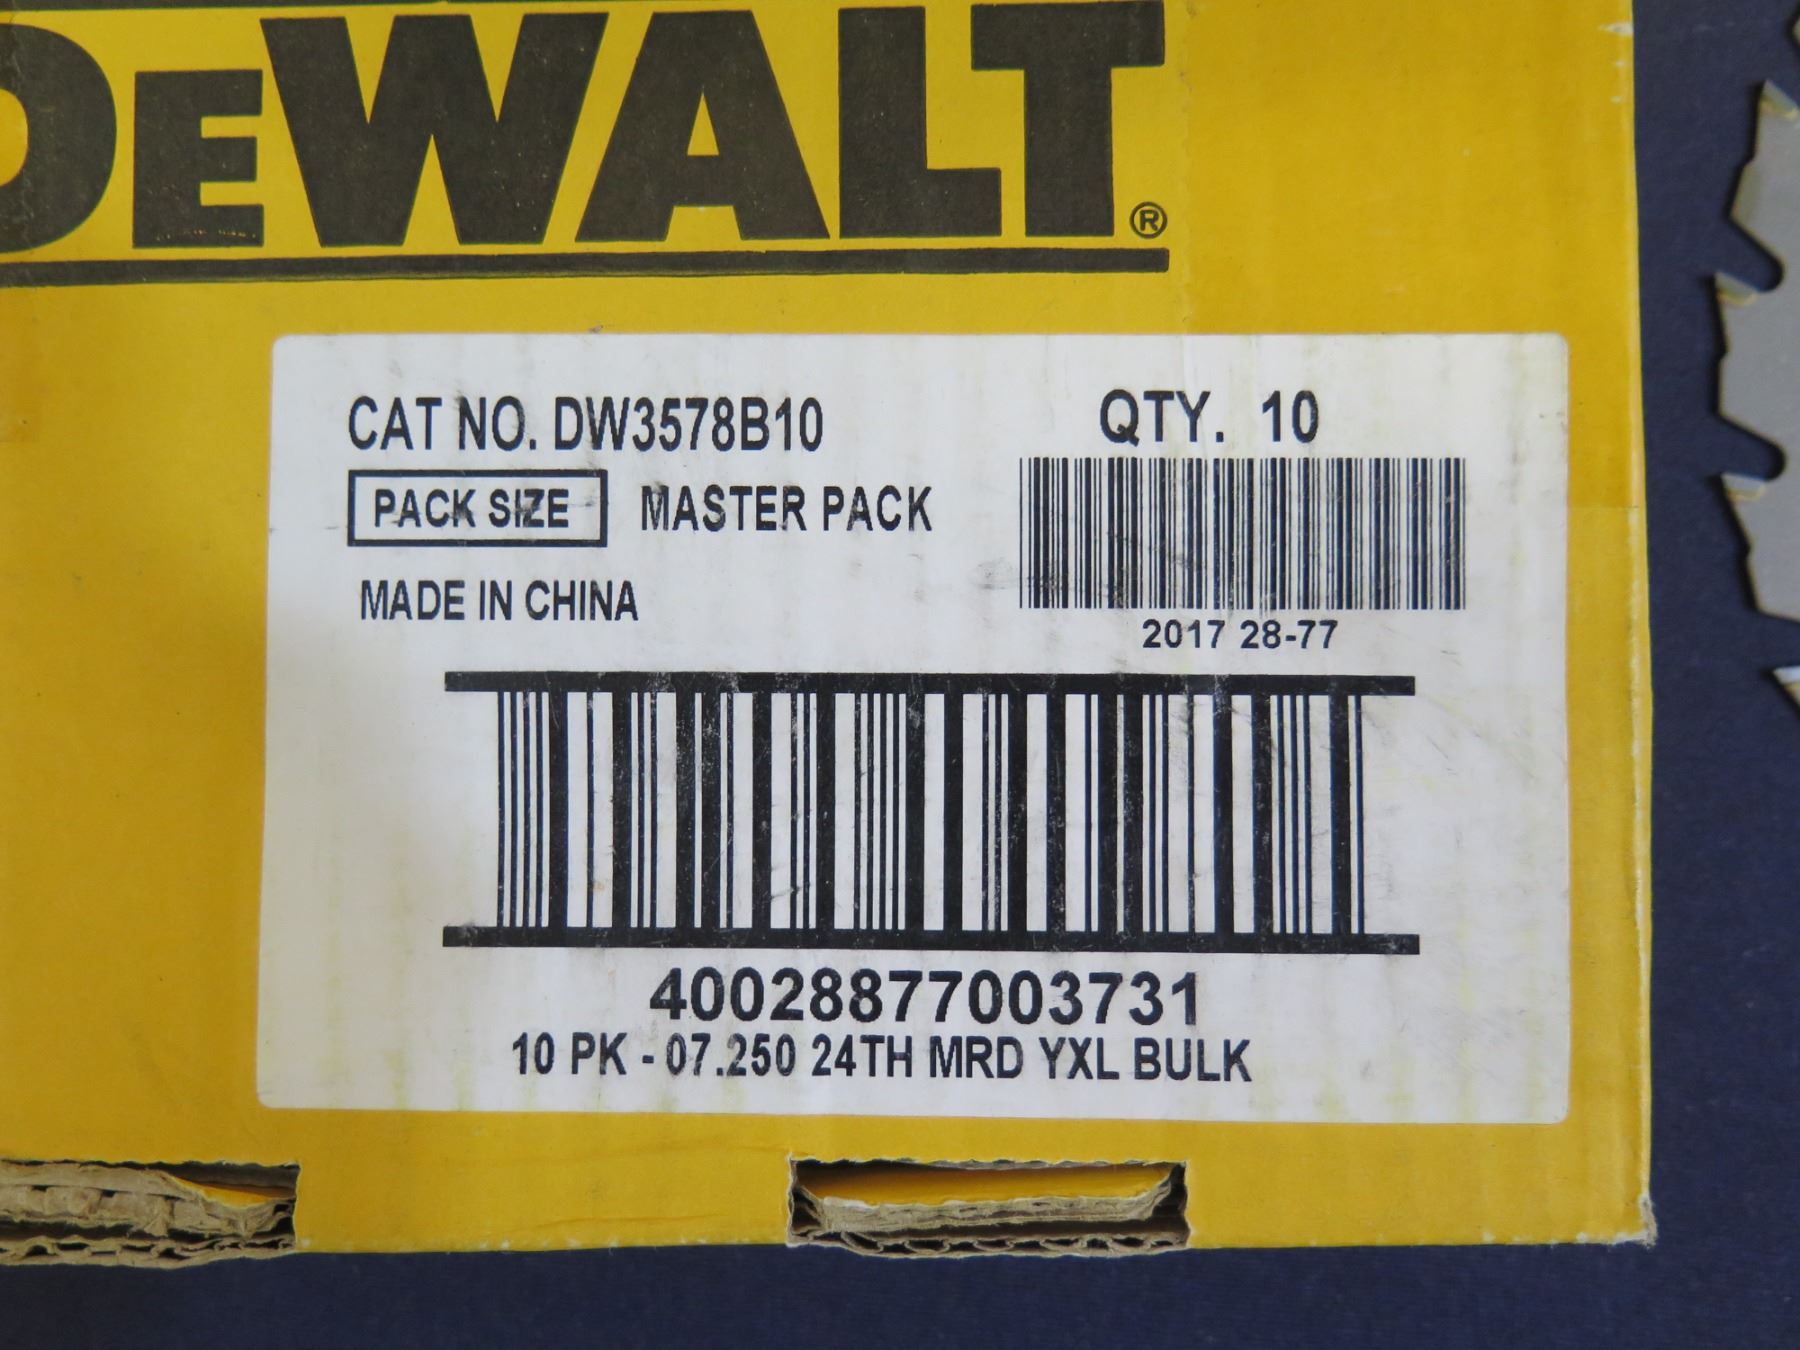 DEWALT®
CAT NO. DW3578B10
QTY. 10
PACK SIZE MASTER PACK
MADE IN CHINA
2017 28-77
40028877003731
10 PK - 07.250 24TH MRD YXL BULK